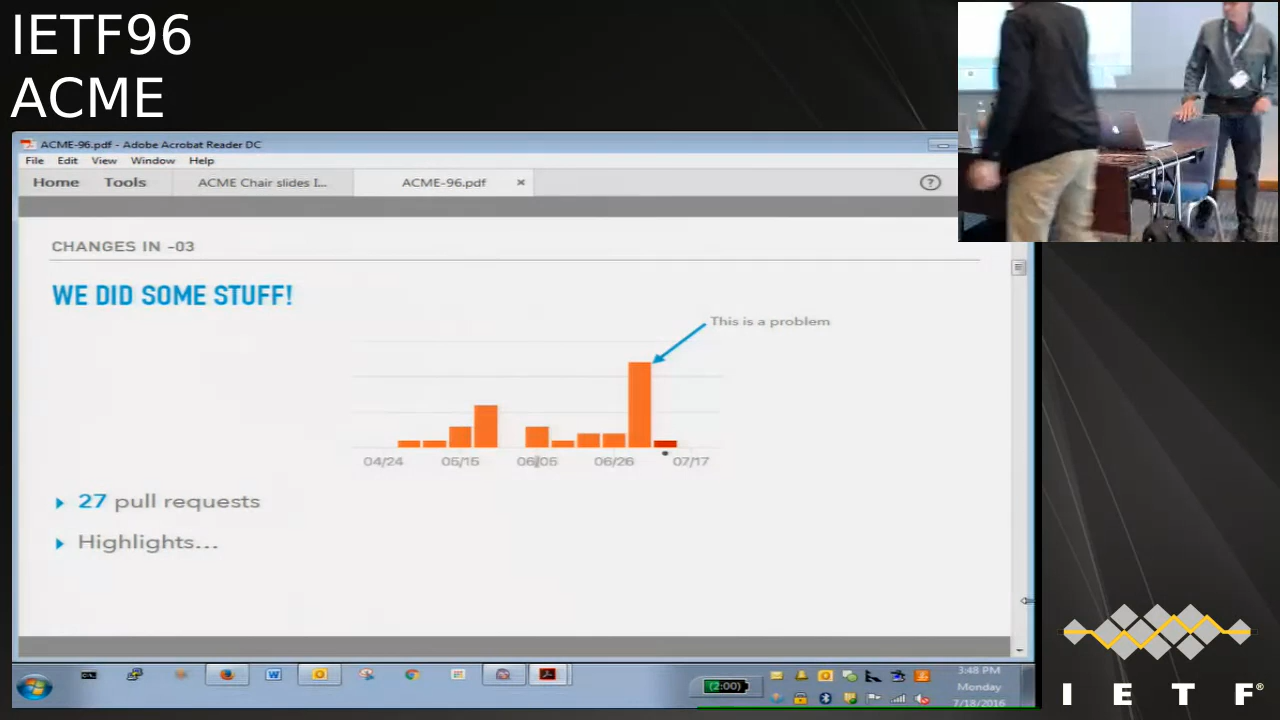 IETF96
ACME
ACME-96.pdf - Adobe Acrobat Reader DC
File Edit View Window Help
Home Tools ACME Chair slides I... ACME-96.pdf ×
?
CHANGES IN -03
WE DID SOME STUFF!
This is a problem
04/24 05/15 06/05 06/26 07/17
27 pull requests
Highlights...
(2:00)
3:48 PM
Monday
7/18/2016
I E T F®